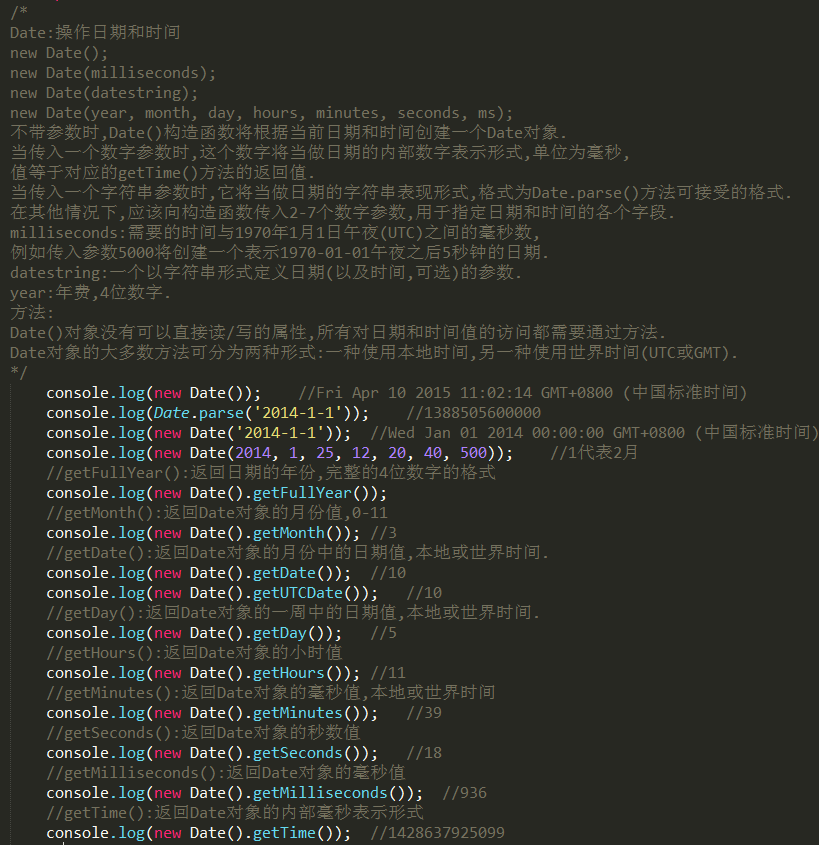 /*
Date:操作日期和时间
new Date();
new Date(milliseconds);
new Date(datestring);
new Date(year, month, day, hours, minutes, seconds, ms);
不带参数时,Date()构造函数将根据当前日期和时间创建一个Date对象.
当传入一个数字参数时,这个数字将当做日期的内部数字表示形式,单位为毫秒,
值等于对应的getTime()方法的返回值.
当传入一个字符串参数时,它将当做日期的字符串表现形式,格式为Date.parse()方法可接受的格式.
在其他情况下,应该向构造函数传入2-7个数字参数,用于指定日期和时间的各个字段.
milliseconds:需要的时间与1970年1月1日午夜(UTC)之间的毫秒数,
例如传入参数5000将创建一个表示1970-01-01午夜之后5秒钟的日期.
datestring:一个以字符串形式定义日期(以及时间,可选)的参数.
year:年费,4位数字.
方法:
Date()对象没有可以直接读/写的属性,所有对日期和时间值的访问都需要通过方法.
Date对象的大多数方法可分为两种形式:一种使用本地时间,另一种使用世界时间(UTC或GMT).
*/
console.log(new Date());    //Fri Apr 10 2015 11:02:14 GMT+0800 (中国标准时间)
console.log(Date.parse('2014-1-1'));    //1388505600000
console.log(new Date('2014-1-1'));  //Wed Jan 01 2014 00:00:00 GMT+0800 (中国标准时间)
console.log(new Date(2014, 1, 25, 12, 20, 40, 500));    //1代表2月
//getFullYear():返回日期的年份,完整的4位数字的格式
console.log(new Date().getFullYear());
//getMonth():返回Date对象的月份值,0-11
console.log(new Date().getMonth()); //3
//getDate():返回Date对象的月份中的日期值,本地或世界时间.
console.log(new Date().getDate());  //10
console.log(new Date().getUTCDate());   //10
//getDay():返回Date对象的一周中的日期值,本地或世界时间.
console.log(new Date().getDay());   //5
//getHours():返回Date对象的小时值
console.log(new Date().getHours()); //11
//getMinutes():返回Date对象的毫秒值,本地或世界时间
console.log(new Date().getMinutes());   //39
//getSeconds():返回Date对象的秒数值
console.log(new Date().getSeconds());   //18
//getMilliseconds():返回Date对象的毫秒值
console.log(new Date().getMilliseconds());  //936
//getTime():返回Date对象的内部毫秒表示形式
console.log(new Date().getTime());  //1428637925099